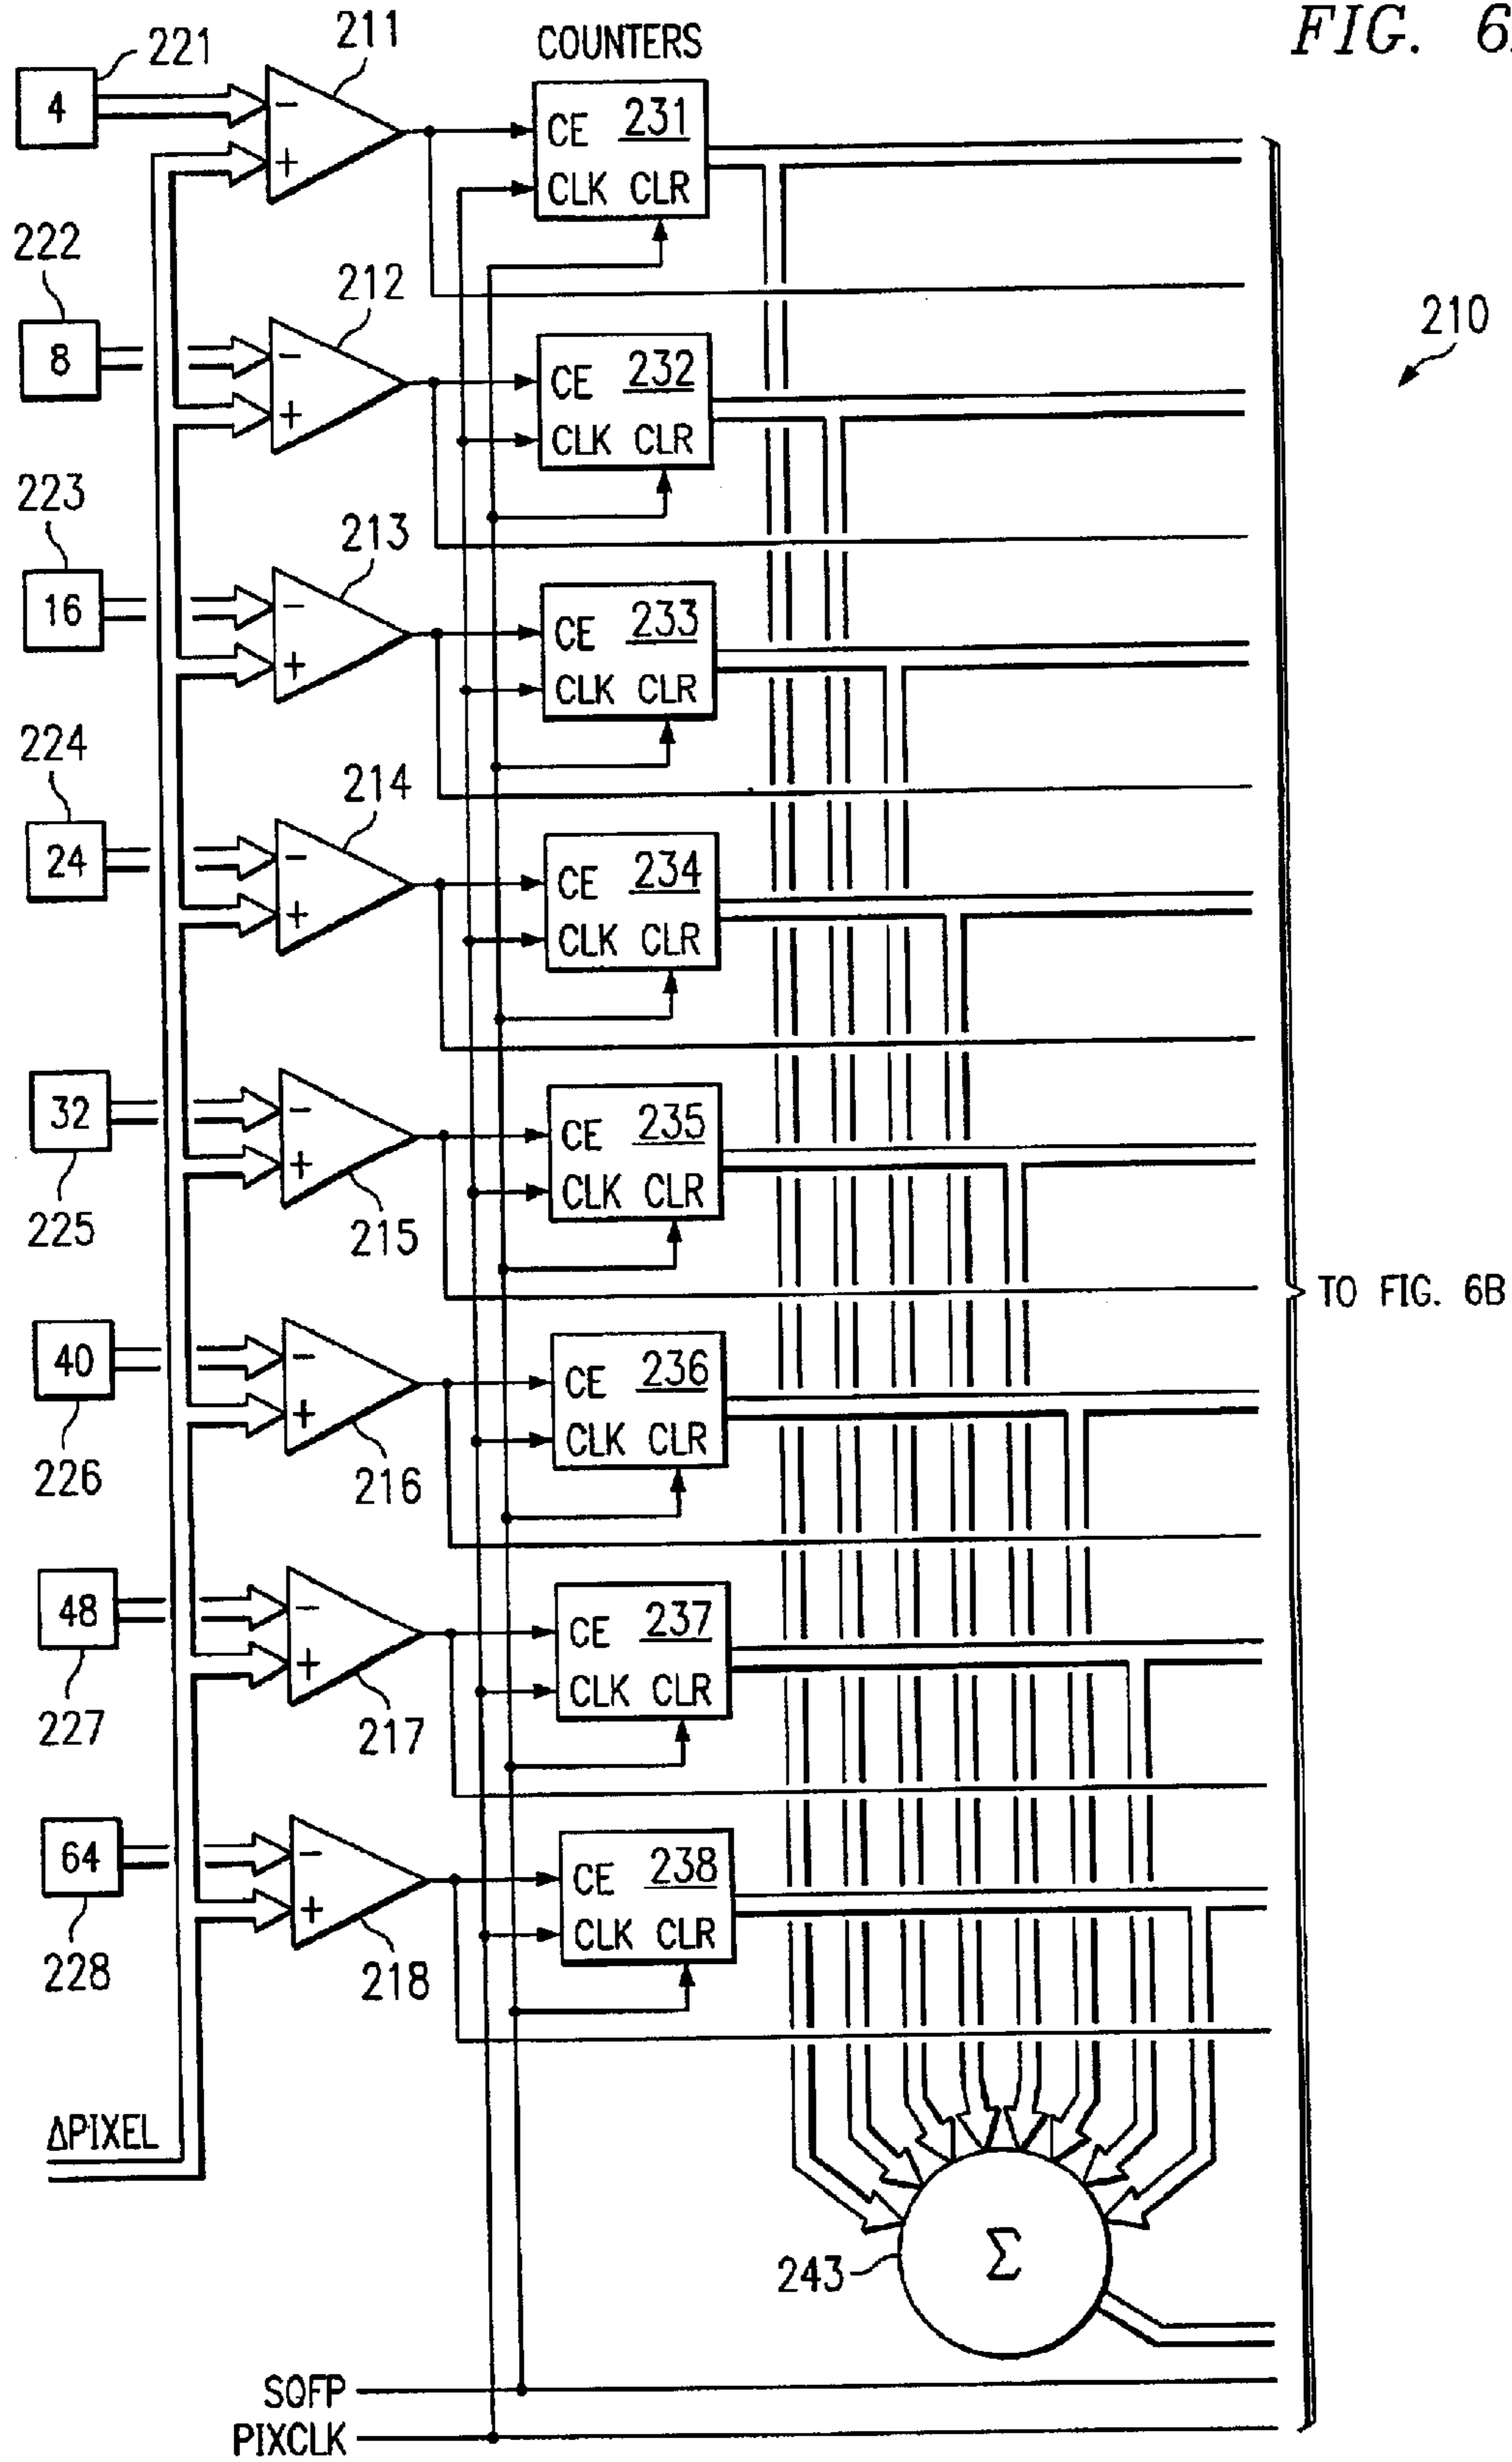 FIG. 6
COUNTERS
211
221
4
−
+
CE 231
CLK CLR
222
212
8
−
+
CE 232
CLK CLR
210
223
213
16
−
+
CE 233
CLK CLR
224
214
24
−
+
CE 234
CLK CLR
32
−
+
225
215
CE 235
CLK CLR
TO FIG. 6B
40
−
+
226
216
CE 236
CLK CLR
48
−
+
227
217
CE 237
CLK CLR
64
−
+
228
218
CE 238
CLK CLR
ΔPIXEL
243
Σ
SOFP
PIXCLK